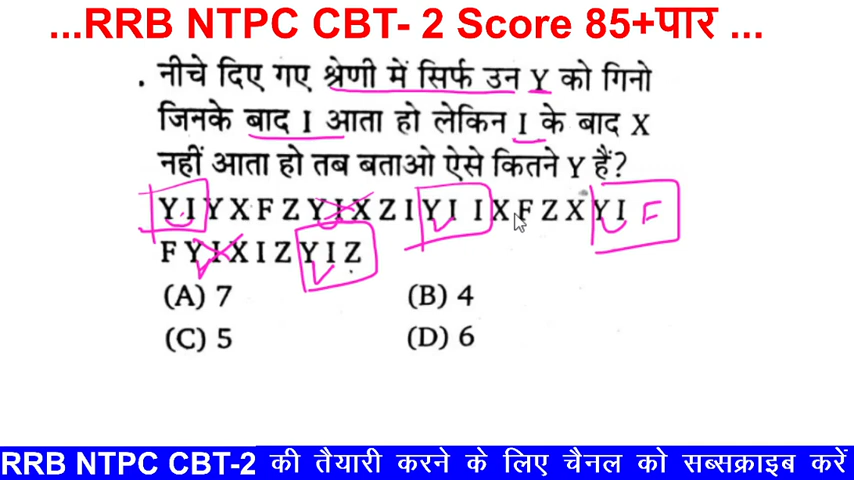 ...RRB NTPC CBT- 2 Score 85+पार ...
. नीचे दिए गए श्रेणी में सिर्फ उन Y को गिनो
जिनके बाद I आता हो लेकिन I के बाद X
नहीं आता हो तब बताओ ऐसे कितने Y हैं?
Y I Y X F Z Y I X Z I Y I I X F Z X Y I F
F Y I X I Z Y I Z
(A) 7 (B) 4
(C) 5 (D) 6
RRB NTPC CBT-2 की तैयारी करने के लिए चैनल को सब्सक्राइब करें